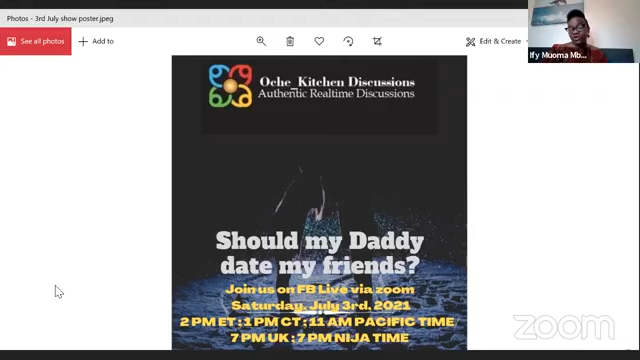 Photos - 3rd July show poster.jpeg
See all photos
Add to
Edit & Create
Ify Muoma Mb...
Oche_Kitchen Discussions
Authentic Realtime Discussions
Should my Daddy
date my friends?
Join us on FB Live via zoom
Saturday, July 3rd, 2021
2 PM ET : 1 PM CT : 11 AM PACIFIC TIME
7 PM UK : 7 PM NIJA TIME
zoom